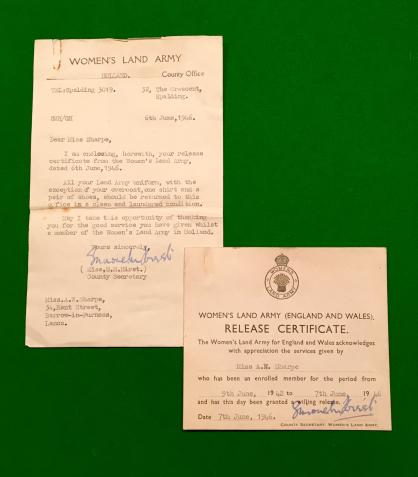 WOMEN'S LAND ARMY
HOLLAND. County Office
TEL:Spalding 3019. 32, The Crescent,
Spalding.
6th June, 1946.
Dear Miss Sharpe,
I am enclosing, herewith, your release
certificate from the Women's Land Army,
dated 6th June, 1946.
All your Land Army uniform, with the
exception of your overcoat, one shirt and a
pair of shoes, should be returned to this
office in a clean and laundered condition.
May I take this opportunity of thanking
you for the good service you have given whilst
a member of the Women's Land Army in Holland.
Yours sincerely,
County Secretary
Miss.A.N.Sharpe,
34, Kent Street,
Barrow-in-Furness,
Lancs.
WOMEN'S
LAND ARMY
WOMEN'S LAND ARMY (ENGLAND AND WALES).
RELEASE CERTIFICATE.
The Women's Land Army for England and Wales acknowledges
with appreciation the services given by
Miss A.N. Sharpe
who has been an enrolled member for the period from
9th June, 1942 to 7th June, 1946
and has this day been granted a willing release.
Date 7th June, 1946.
COUNTY SECRETARY, WOMEN'S LAND ARMY.